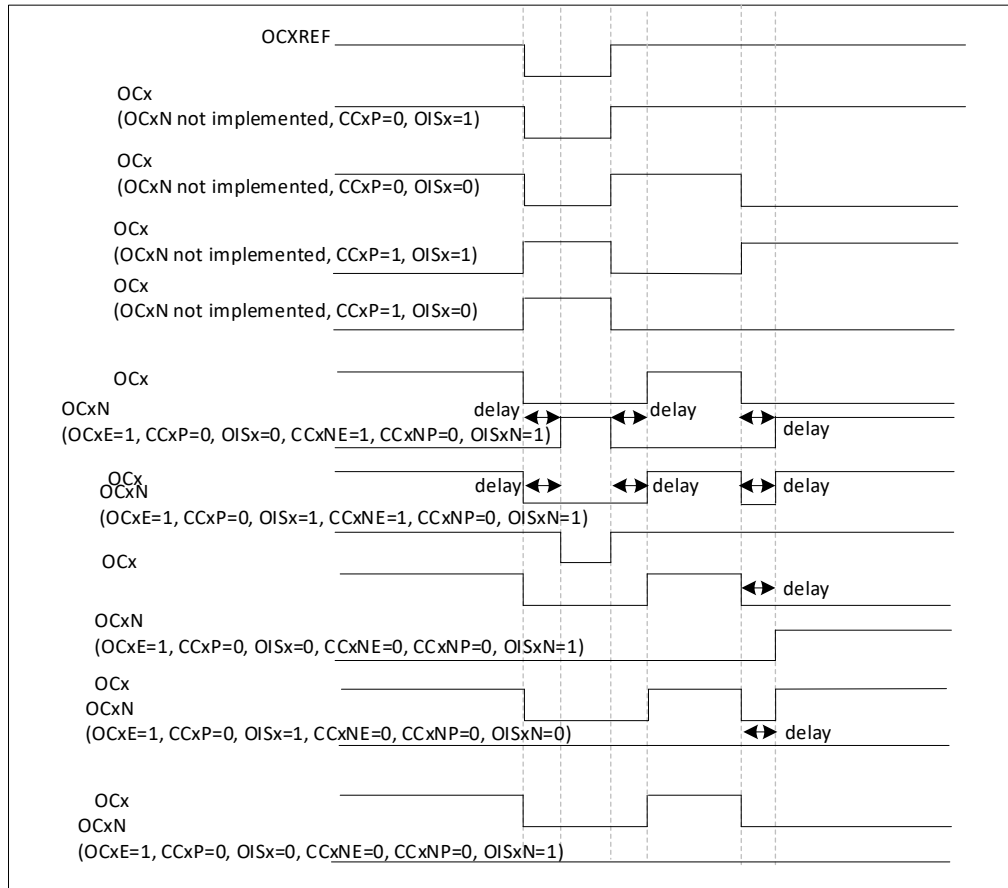 OCXREF
OCx
(OCxN not implemented, CCxP=0, OISx=1)
OCx
(OCxN not implemented, CCxP=0, OISx=0)
OCx
(OCxN not implemented, CCxP=1, OISx=1)
OCx
(OCxN not implemented, CCxP=1, OISx=0)
OCx
OCxN
delay
delay
delay
(OCxE=1, CCxP=0, OISx=0, CCxNE=1, CCxNP=0, OISxN=1)
OCx
delay
delay
delay
OCxN
(OCxE=1, CCxP=0, OISx=1, CCxNE=1, CCxNP=0, OISxN=1)
OCx
delay
OCxN
(OCxE=1, CCxP=0, OISx=0, CCxNE=0, CCxNP=0, OISxN=1)
OCx
OCxN
(OCxE=1, CCxP=0, OISx=1, CCxNE=0, CCxNP=0, OISxN=0)
delay
OCx
OCxN
(OCxE=1, CCxP=0, OISx=0, CCxNE=0, CCxNP=0, OISxN=1)